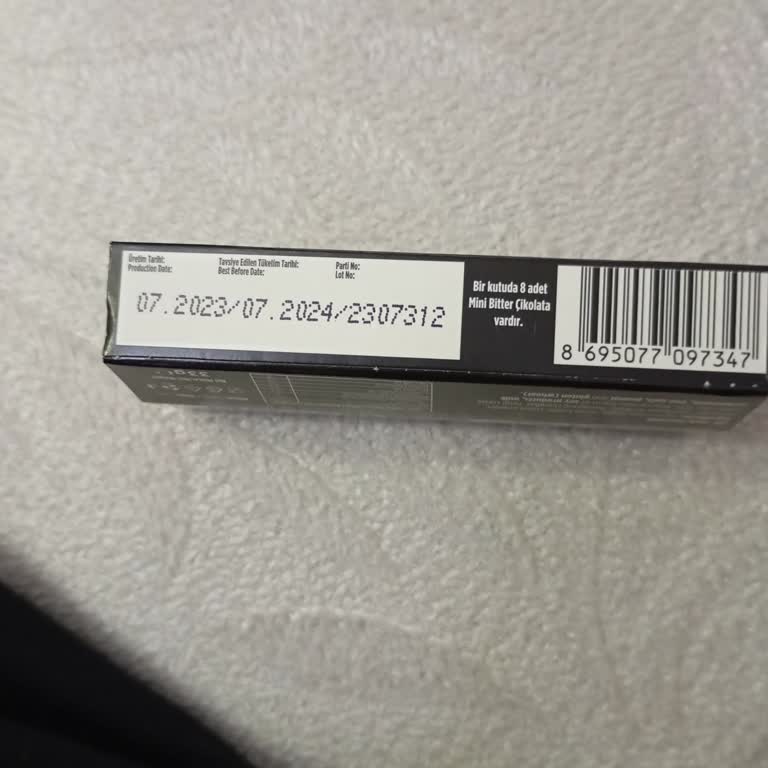 Üretim Tarihi:
Production Date:
Tavsiye Edilen Tüketim Tarihi:
Best Before Date:
Parti No:
Lot No:
07.2023/07.2024/2307312
Bir kutuda 8 adet
Mini Bitter Çikolata
vardır.
8 695077 097347